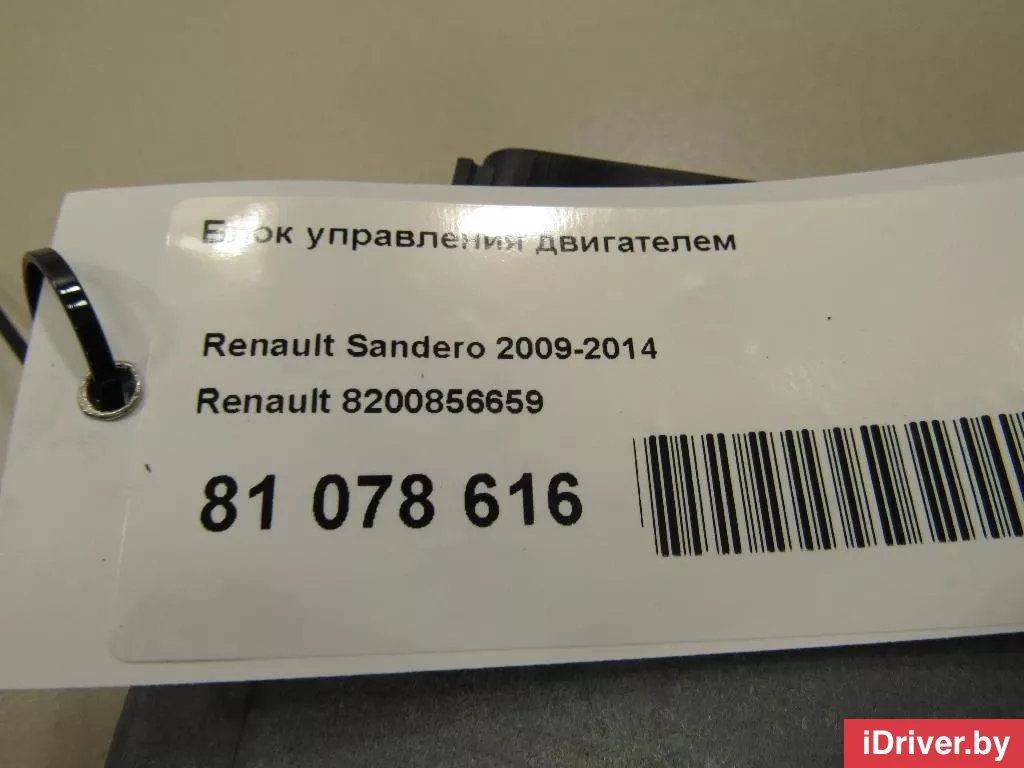 Блок управления двигателем
Renault Sandero 2009-2014
Renault 8200856659
81 078 616
iDriver.by